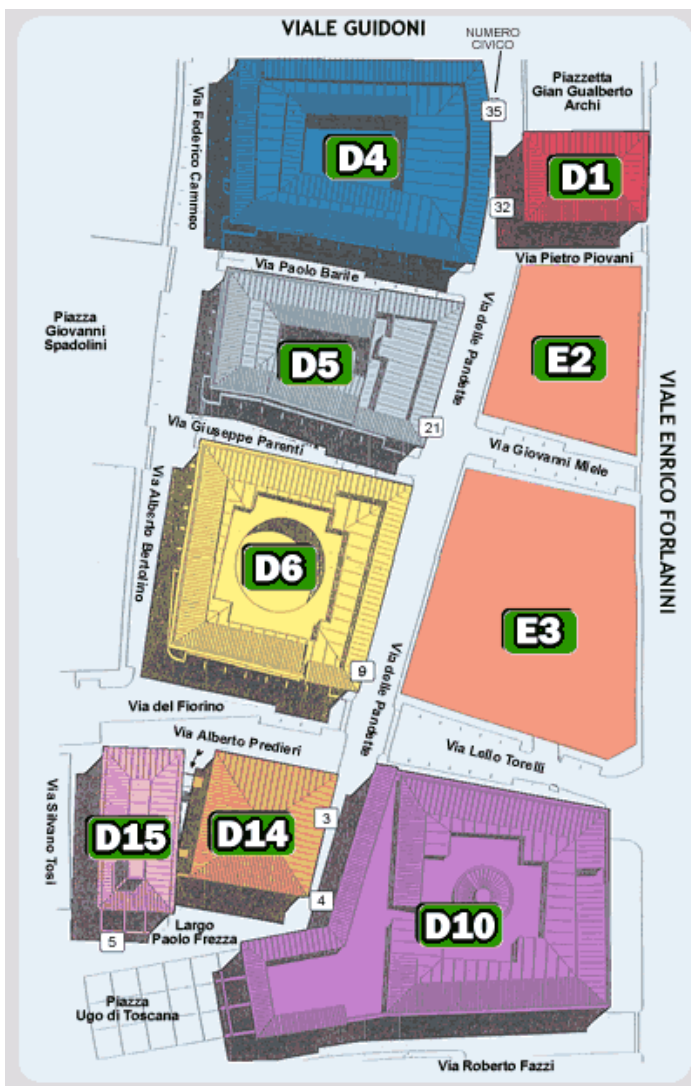 VIALE GUIDONI
NUMERO
CIVICO
Piazzetta
Gian Gualberto
Archi
35
Via Federico Cammeo
D4
D1
32
Via Pietro Piovani
Via Paolo Barile
Piazza
Giovanni
Spadolini
Via delle Pandette
D5
E2
VIALE ENRICO FORLANINI
21
Via Giuseppe Parenti
Via Giovanni Miele
Via Alberto Bertolino
D6
E3
9
Via delle Pandette
Via del Fiorino
Via Alberto Predieri
Via Lello Torelli
Via Silvano Tosi
D15
D14
3
4
D10
Largo
Paolo Frezza
5
Piazza
Ugo di Toscana
Via Roberto Fazzi